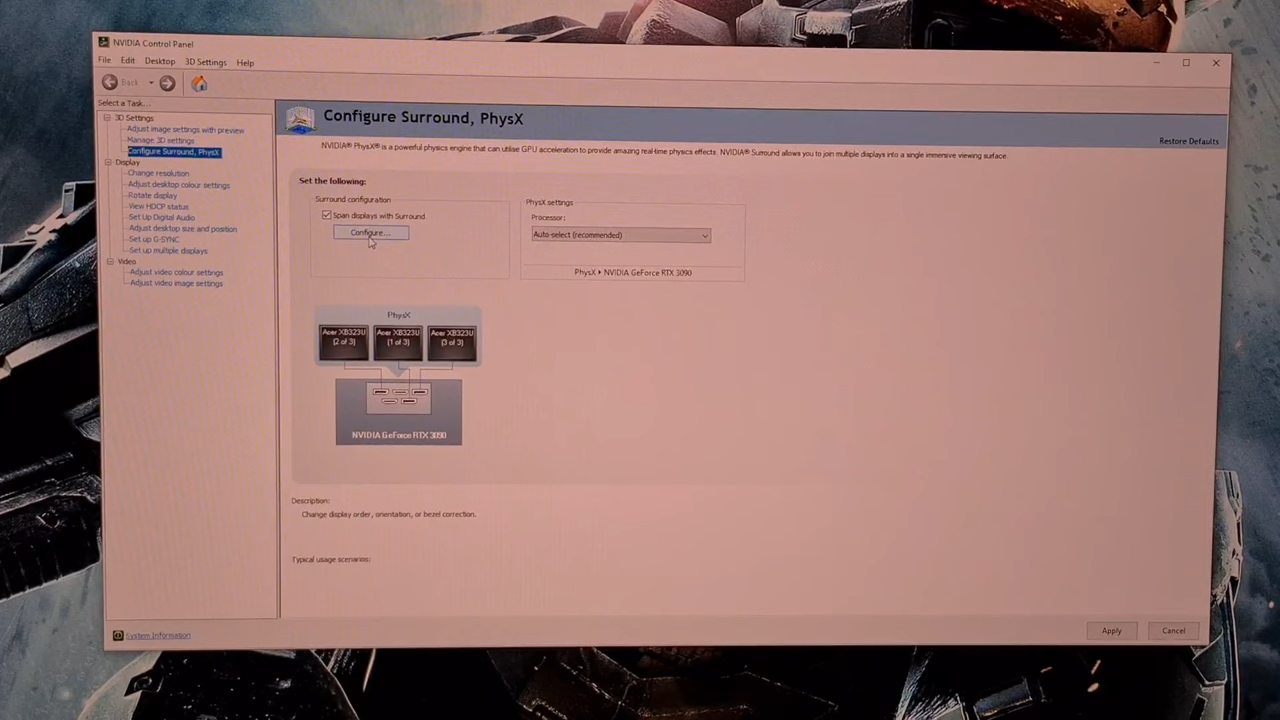 NVIDIA Control Panel
File Edit Desktop 3D Settings Help
Back
Select a Task...
3D Settings
Adjust image settings with preview
Manage 3D settings
Configure Surround, PhysX
Display
Change resolution
Adjust desktop colour settings
Rotate display
View HDCP status
Set Up Digital Audio
Adjust desktop size and position
Set up G-SYNC
Set up multiple displays
Video
Adjust video colour settings
Adjust video image settings
System Information
Configure Surround, PhysX
Restore Defaults
NVIDIA® PhysX® is a powerful physics engine that can utilise GPU acceleration to provide amazing real-time physics effects. NVIDIA® Surround allows you to join multiple displays into a single immersive viewing surface.
Set the following:
Surround configuration
Span displays with Surround
Configure...
PhysX settings
Processor:
Auto-select (recommended)
PhysX ▸ NVIDIA GeForce RTX 3090
PhysX
Acer XB323U Acer XB323U Acer XB323U
(2 of 3) (1 of 3) (3 of 3)
NVIDIA GeForce RTX 3090
Description:
Change display order, orientation, or bezel correction.
Typical usage scenarios:
Apply Cancel